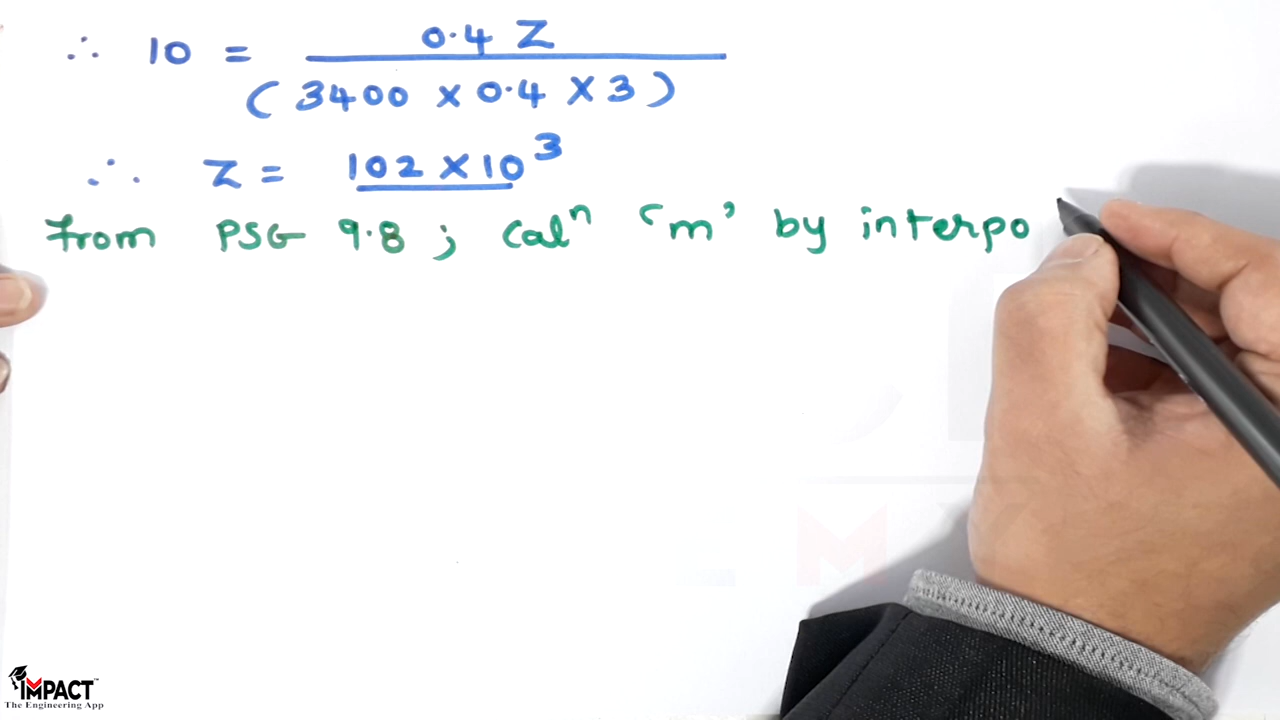 ∴ 10 = 0.4 Z
( 3400 × 0.4 × 3 )
∴ Z = 102 × 10³
from PSG 9.8 ; calⁿ ‘m’ by interpo
IMPACT
The Engineering App